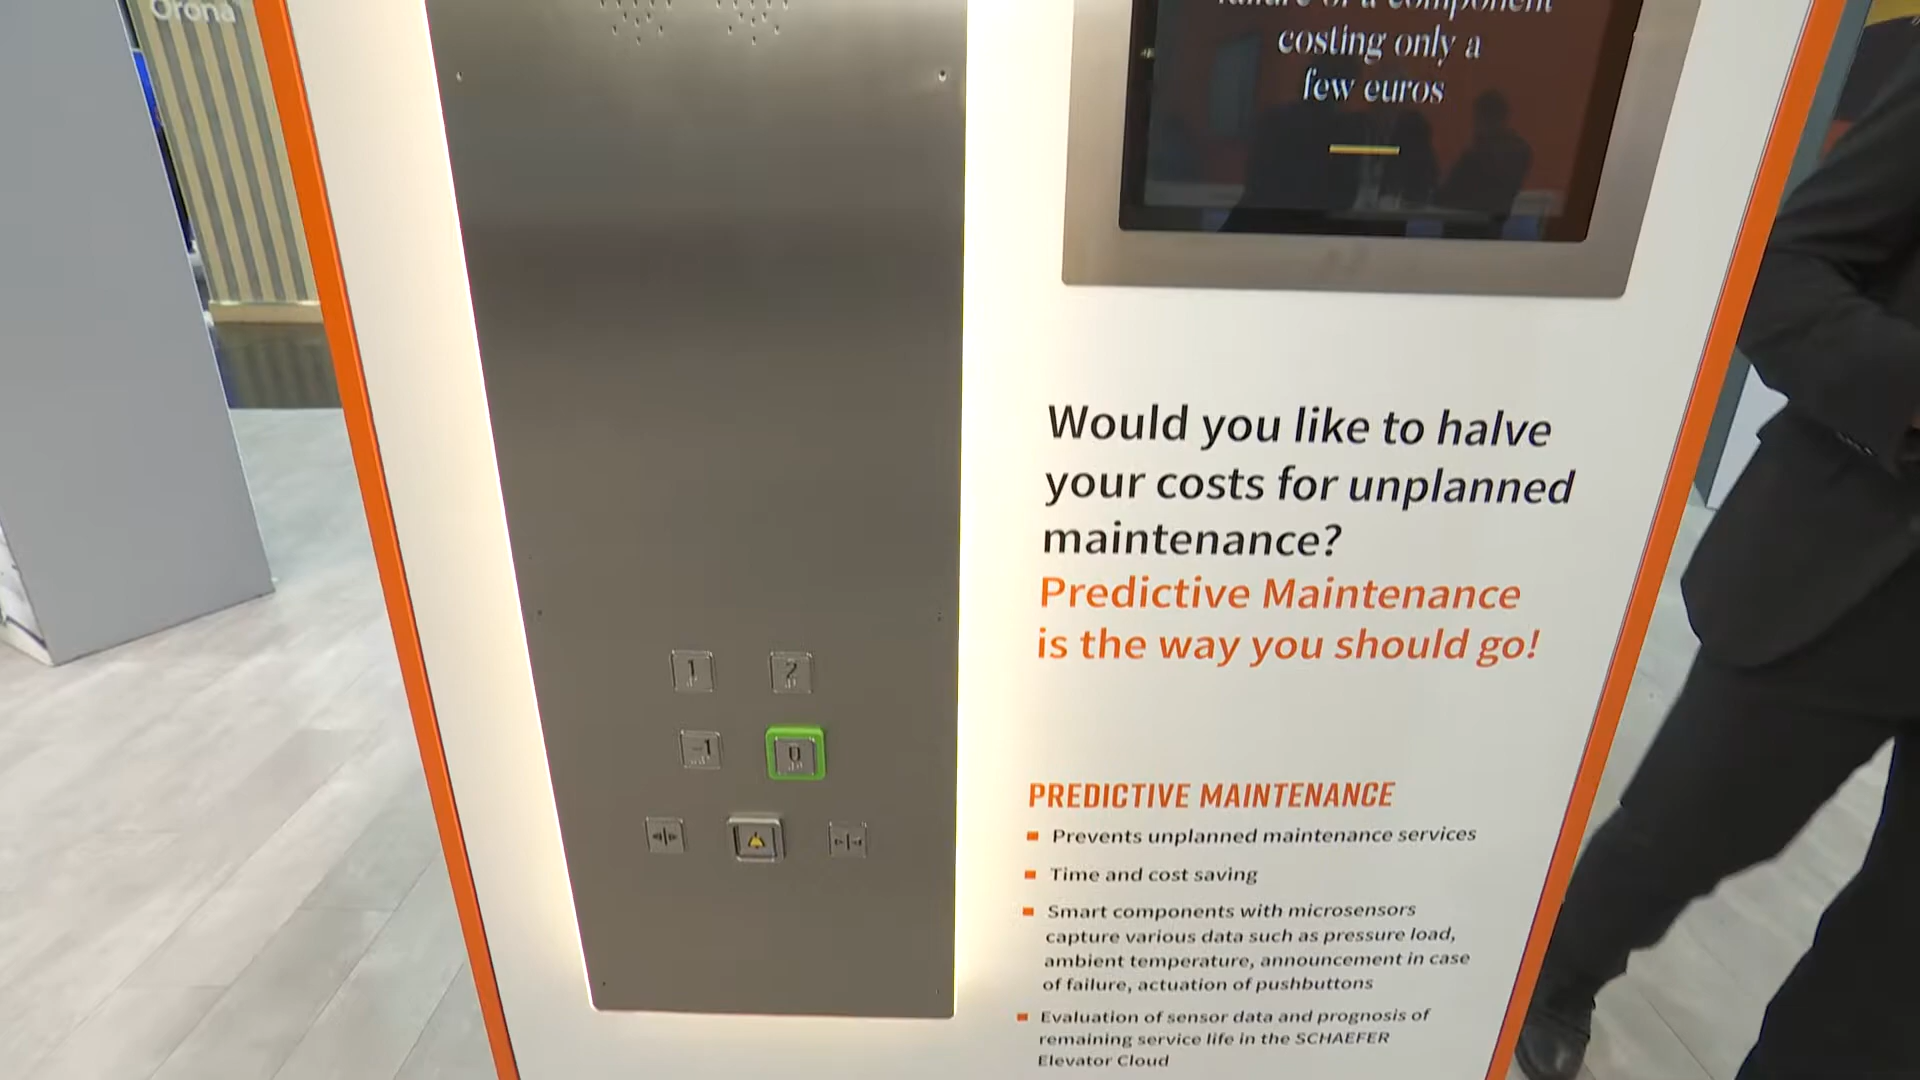 Orona
failure of a component
costing only a
few euros
Would you like to halve
your costs for unplanned
maintenance?
Predictive Maintenance
is the way you should go!
1
2
-1
0
PREDICTIVE MAINTENANCE
Prevents unplanned maintenance services
Time and cost saving
Smart components with microsensors
capture various data such as pressure load,
ambient temperature, announcement in case
of failure, actuation of pushbuttons
Evaluation of sensor data and prognosis of
remaining service life in the SCHAEFER
Elevator Cloud